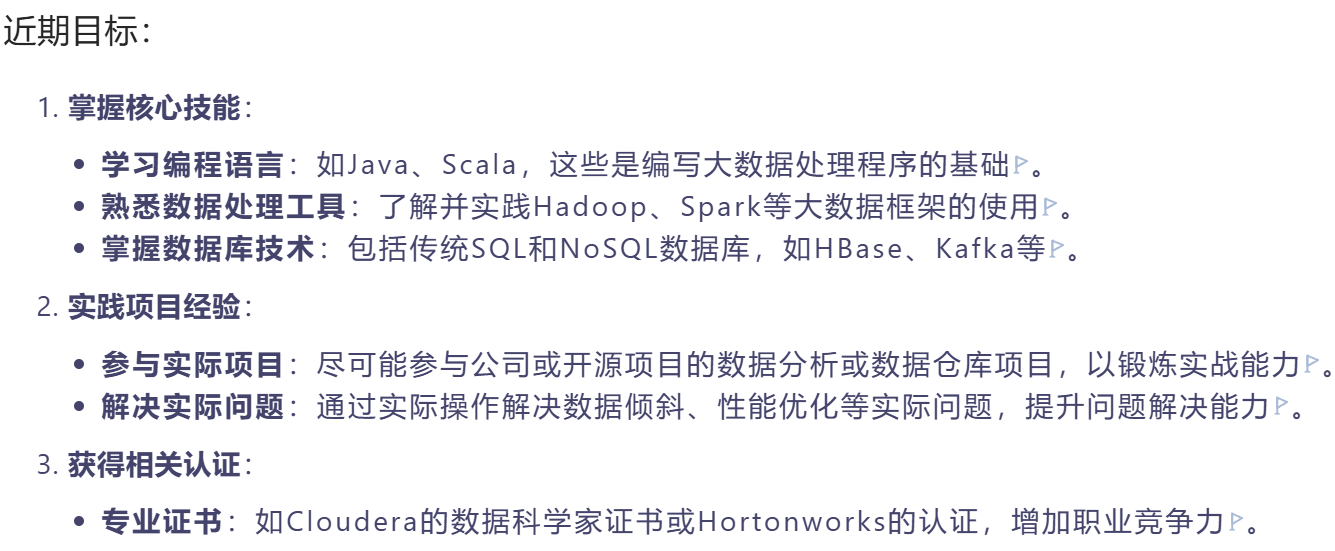 近期目标：
1. 掌握核心技能：
• 学习编程语言：如Java、Scala，这些是编写大数据处理程序的基础。
• 熟悉数据处理工具：了解并实践Hadoop、Spark等大数据框架的使用。
• 掌握数据库技术：包括传统SQL和NoSQL数据库，如HBase、Kafka等。
2. 实践项目经验：
• 参与实际项目：尽可能参与公司或开源项目的数据分析或数据仓库项目，以锻炼实战能力。
• 解决实际问题：通过实际操作解决数据倾斜、性能优化等实际问题，提升问题解决能力。
3. 获得相关认证：
• 专业证书：如Cloudera的数据科学家证书或Hortonworks的认证，增加职业竞争力。